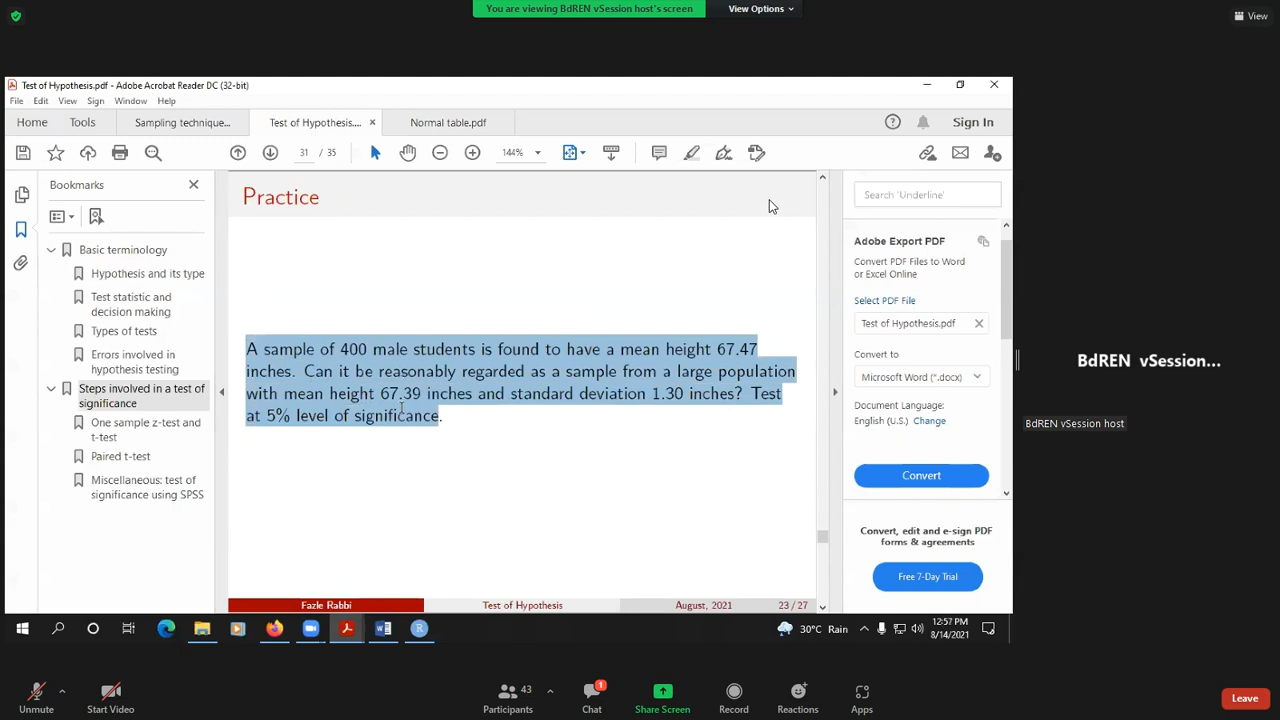 You are viewing BdREN vSession host's screen
View Options
View
Test of Hypothesis.pdf - Adobe Acrobat Reader DC (32-bit)
File Edit View Sign Window Help
Home Tools Sampling technique... Test of Hypothesis.... Normal table.pdf Sign In
31 / 35 144%
Bookmarks
Basic terminology
Hypothesis and its type
Test statistic and
decision making
Types of tests
Errors involved in
hypothesis testing
Steps involved in a test of
significance
One sample z-test and
t-test
Paired t-test
Miscellaneous: test of
significance using SPSS
Practice
A sample of 400 male students is found to have a mean height 67.47
inches. Can it be reasonably regarded as a sample from a large population
with mean height 67.39 inches and standard deviation 1.30 inches? Test
at 5% level of significance.
Fazle Rabbi Test of Hypothesis August, 2021 23 / 27
Search 'Underline'
Adobe Export PDF
Convert PDF Files to Word
or Excel Online
Select PDF File
Test of Hypothesis.pdf
Convert to
Microsoft Word (*.docx)
Document Language:
English (U.S.) Change
Convert
Convert, edit and e-sign PDF
forms & agreements
Free 7-Day Trial
BdREN vSession...
BdREN vSession host
30°C Rain
12:57 PM
8/14/2021
Unmute
Start Video
43
Participants
1
Chat
Share Screen
Record
Reactions
Apps
Leave